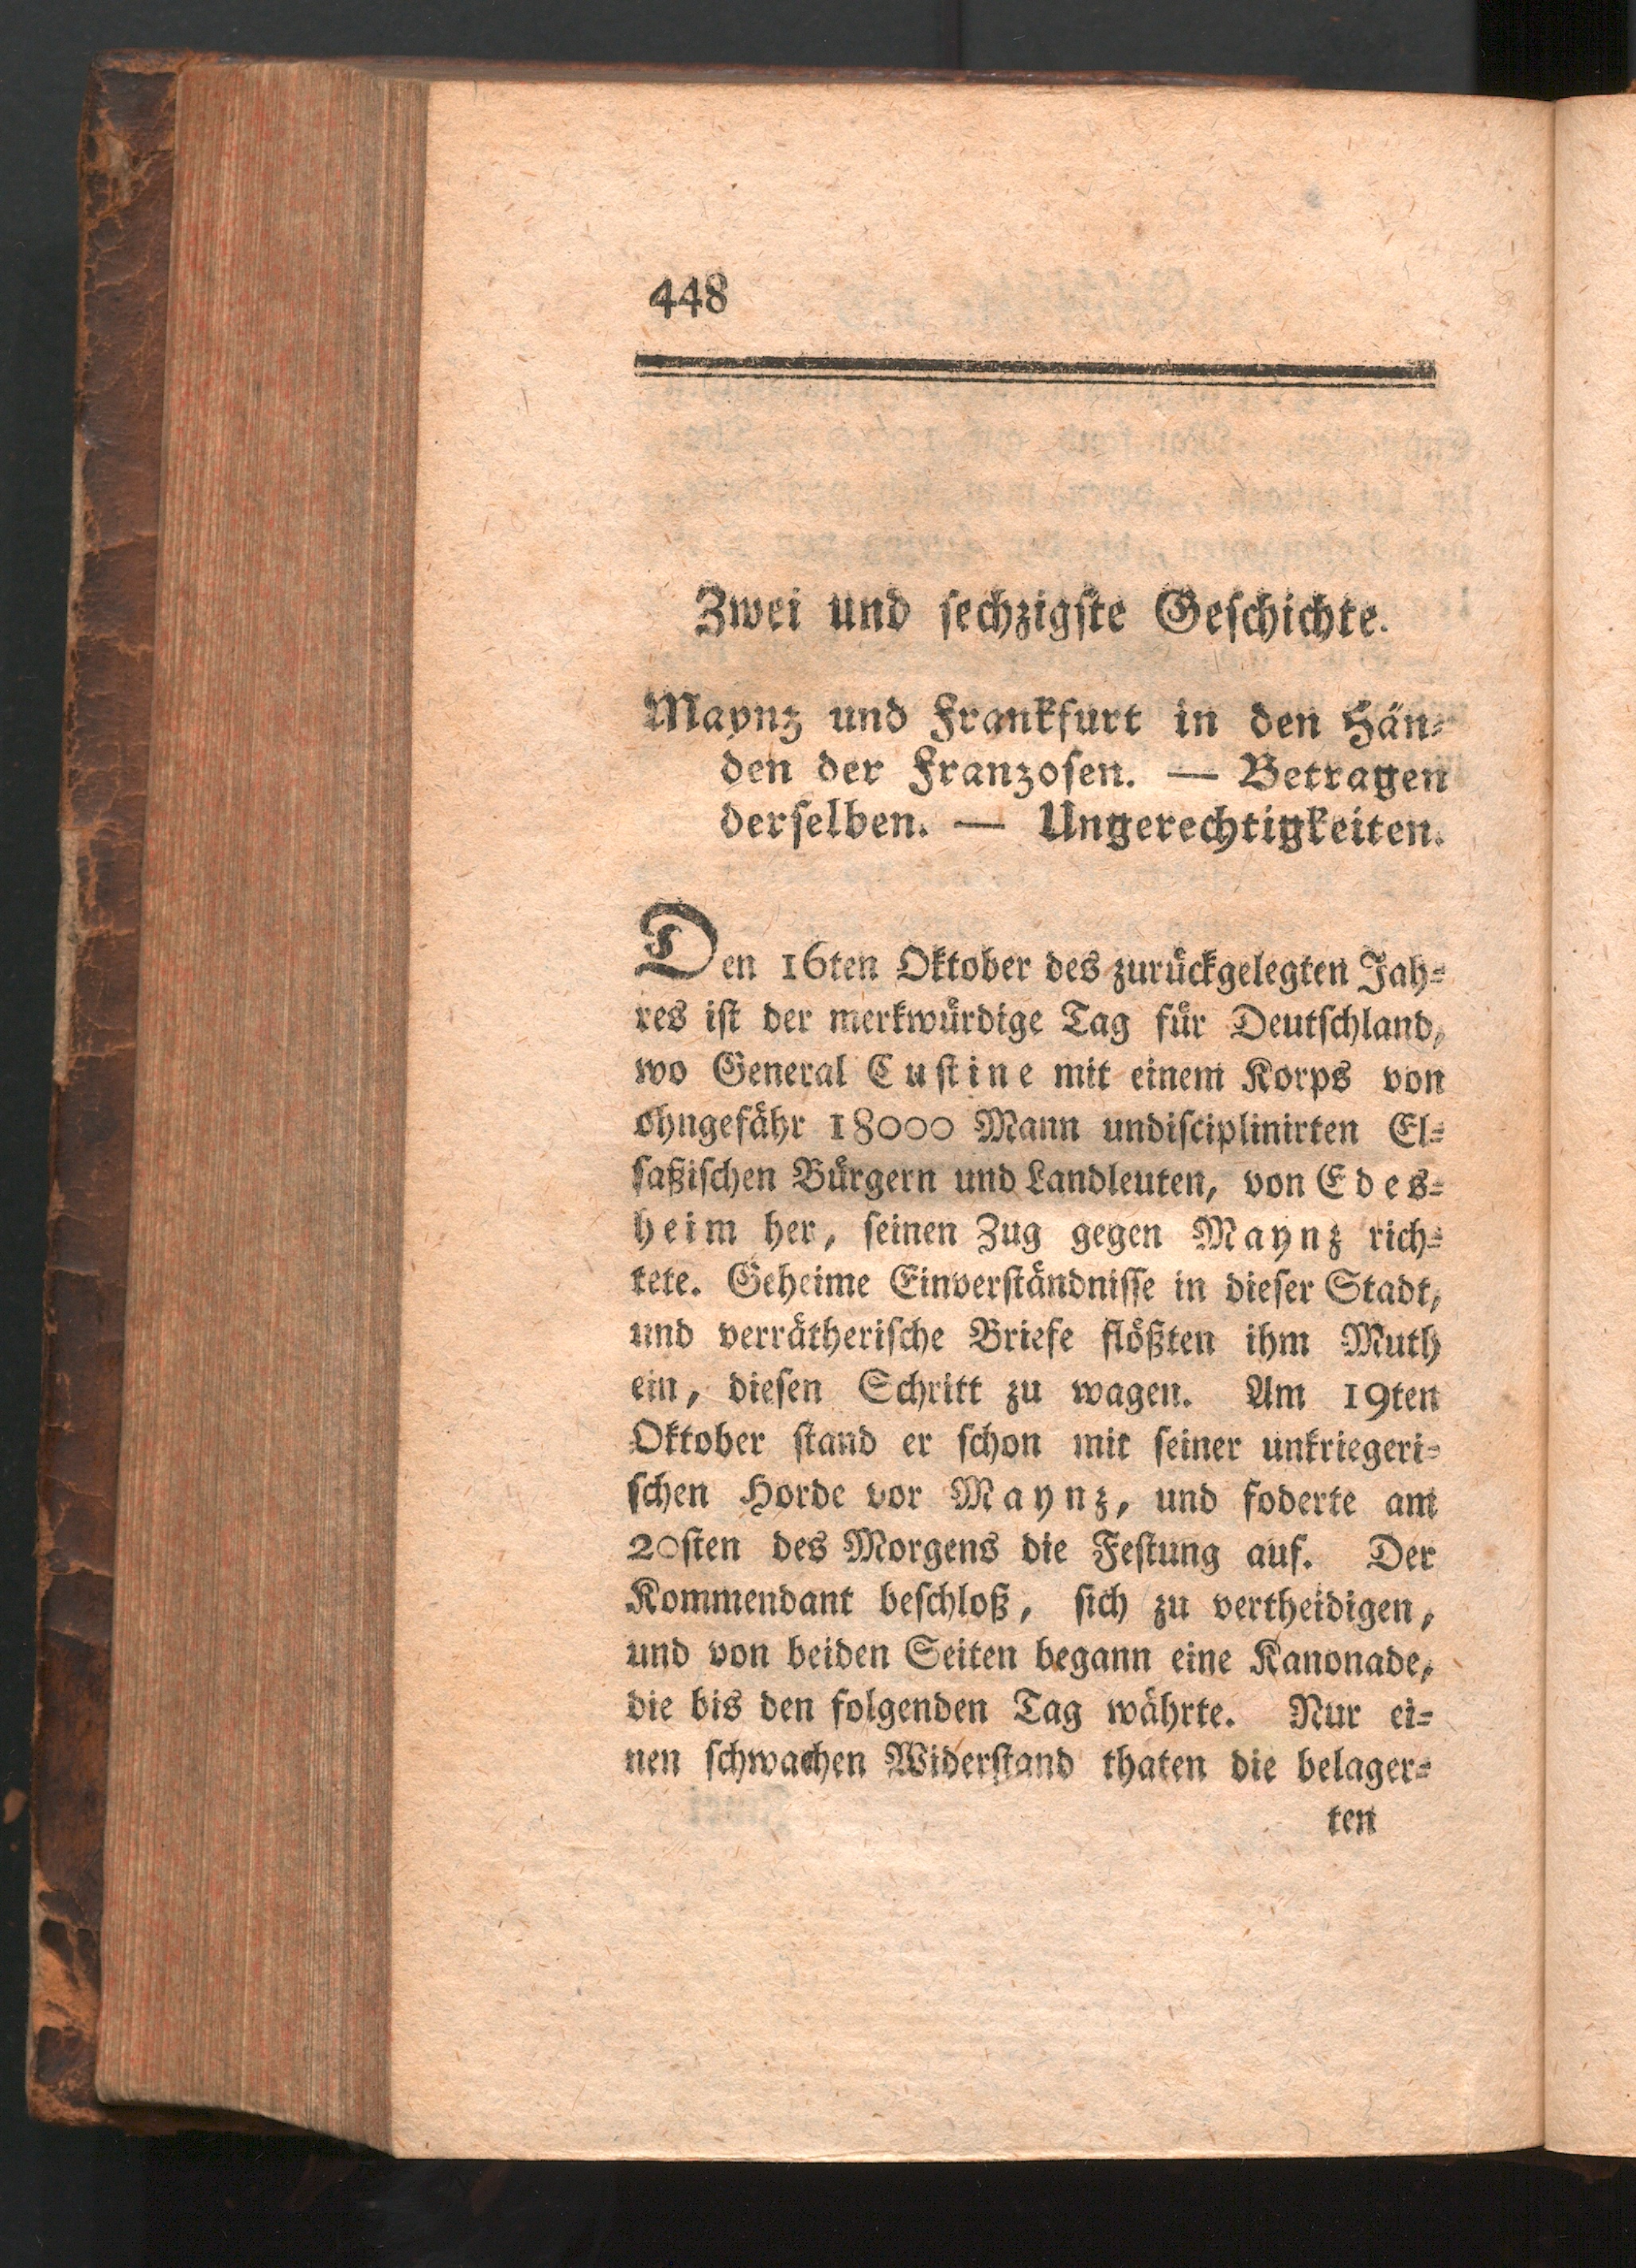 448
Zwei und sechzigste Geschichte.
Maynz und Frankfurt in den Hän-
den der Franzosen. — Betragen
derselben. — Ungerechtigkeiten.
Den 16ten Oktober des zurückgelegten Jah-
res ist der merkwürdige Tag für Deutschland,
wo General Custine mit einem Korps von
ohngefähr 18000 Mann undisciplinirten El-
saßischen Bürgern und Landleuten, von Edes-
heim her, seinen Zug gegen Maynz rich-
tete. Geheime Einverständnisse in dieser Stadt,
und verrätherische Briefe flößten ihm Muth
ein, diesen Schritt zu wagen. Am 19ten
Oktober stand er schon mit seiner unkriegeri-
schen Horde vor Maynz, und foderte am
20sten des Morgens die Festung auf. Der
Kommendant beschloß, sich zu vertheidigen,
und von beiden Seiten begann eine Kanonade,
die bis den folgenden Tag währte. Nur ei-
nen schwachen Widerstand thaten die belager-
ten